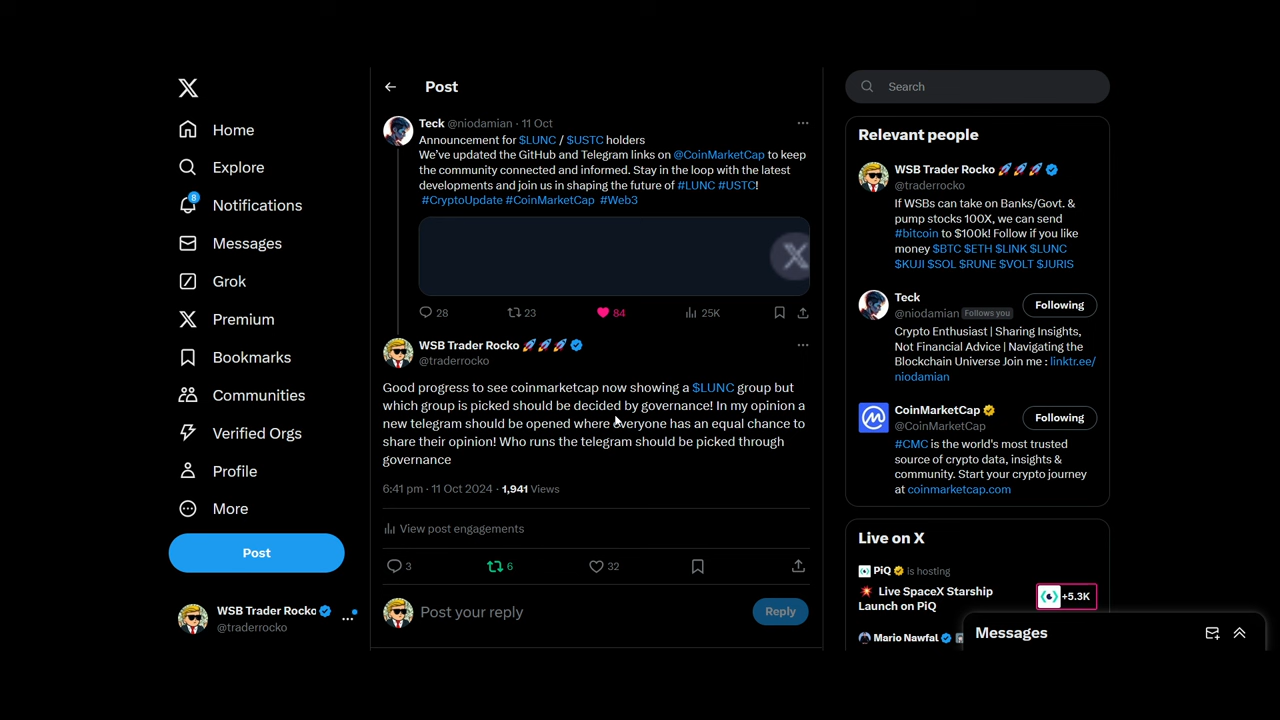 Home
Explore
8
Notifications
Messages
Grok
Premium
Bookmarks
Communities
Verified Orgs
Profile
More
Post
WSB Trader Rocko
@traderrocko
Post
Teck @niodamian · 11 Oct
Announcement for $LUNC / $USTC holders
We've updated the GitHub and Telegram links on @CoinMarketCap to keep
the community connected and informed. Stay in the loop with the latest
developments and join us in shaping the future of #LUNC #USTC!
#CryptoUpdate #CoinMarketCap #Web3
28 23 84 25K
WSB Trader Rocko 🚀🚀🚀
@traderrocko
Good progress to see coinmarketcap now showing a $LUNC group but
which group is picked should be decided by governance! In my opinion a
new telegram should be opened where everyone has an equal chance to
share their opinion! Who runs the telegram should be picked through
governance
6:41 pm · 11 Oct 2024 · 1,941 Views
View post engagements
3 6 32
Post your reply
Reply
Search
Relevant people
WSB Trader Rocko 🚀🚀🚀
@traderrocko
If WSBs can take on Banks/Govt. &
pump stocks 100X, we can send
#bitcoin to $100k! Follow if you like
money $BTC $ETH $LINK $LUNC
$KUJI $SOL $RUNE $VOLT $JURIS
Teck
@niodamian Follows you
Following
Crypto Enthusiast | Sharing Insights,
Not Financial Advice | Navigating the
Blockchain Universe Join me : linktr.ee/
niodamian
CoinMarketCap
@CoinMarketCap
Following
#CMC is the world's most trusted
source of crypto data, insights &
community. Start your crypto journey
at coinmarketcap.com
Live on X
PiQ is hosting
💥 Live SpaceX Starship
Launch on PiQ
+5.3K
Mario Nawfal
Messages